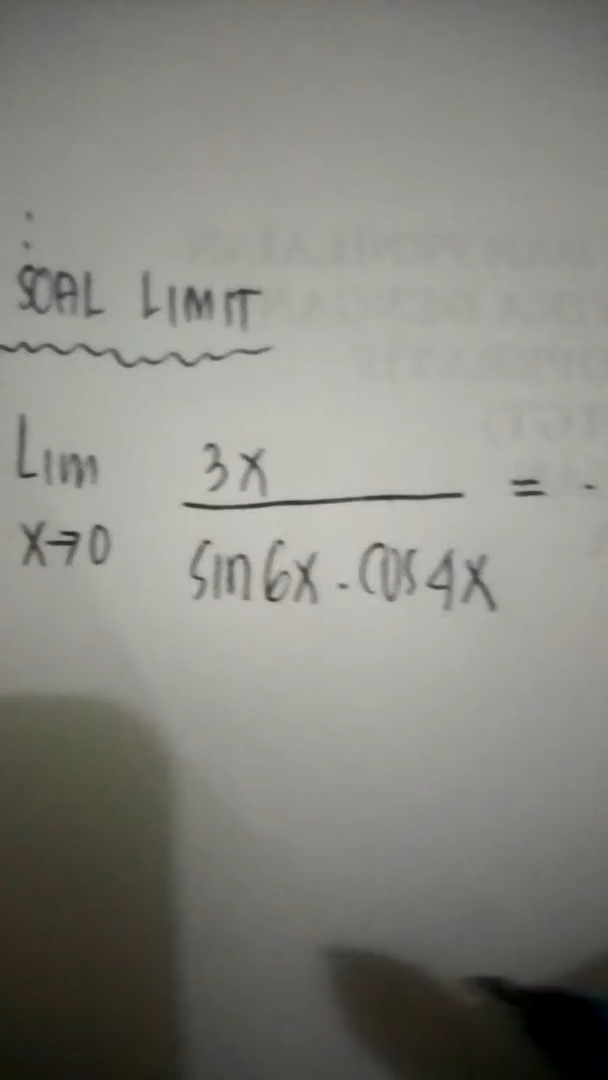 SOAL LIMIT
Lim 3x =
x→0 sin 6x . cos 4x